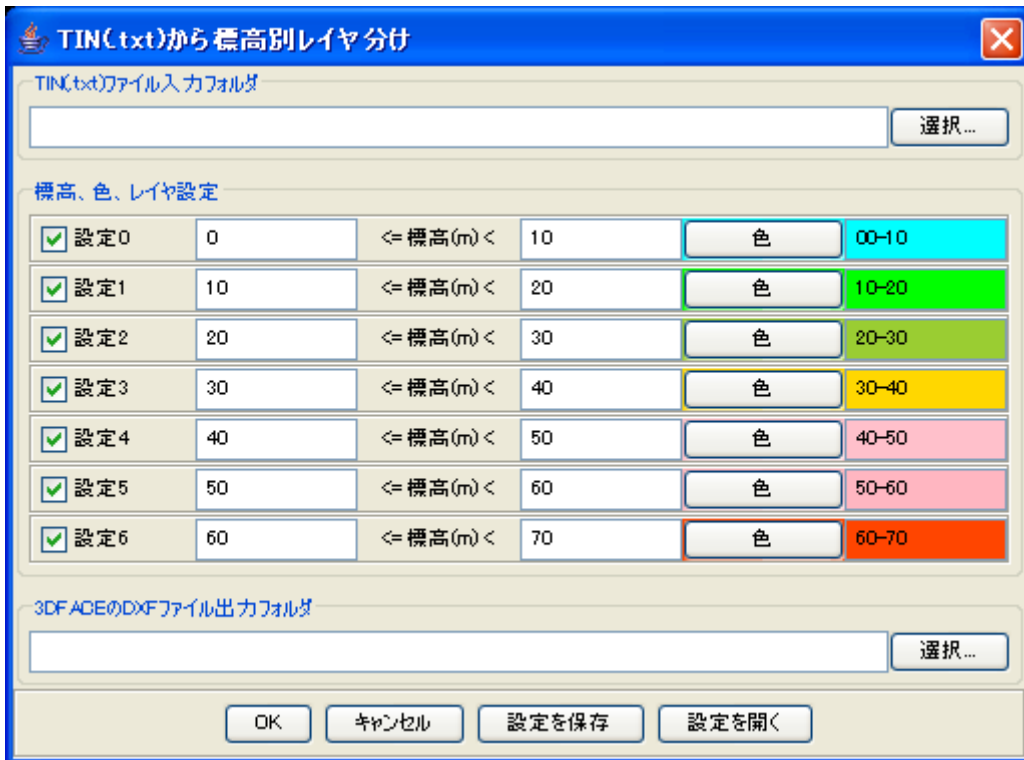 TIN(.txt)から標高別レイヤ分け
TIN(.txt)ファイル入力フォルダ
選択...
標高、色、レイヤ設定
設定0 0 <= 標高(m) < 10 色 00-10
設定1 10 <= 標高(m) < 20 色 10-20
設定2 20 <= 標高(m) < 30 色 20-30
設定3 30 <= 標高(m) < 40 色 30-40
設定4 40 <= 標高(m) < 50 色 40-50
設定5 50 <= 標高(m) < 60 色 50-60
設定6 60 <= 標高(m) < 70 色 60-70
3DFACEのDXFファイル出力フォルダ
選択...
OK キャンセル 設定を保存 設定を開く